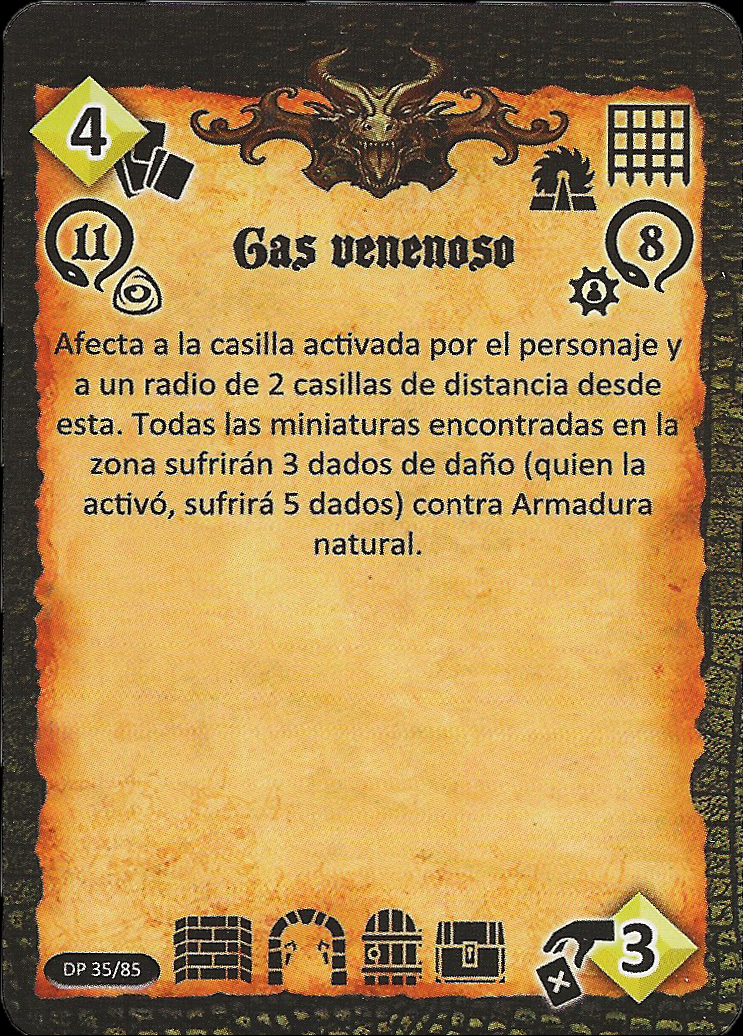 4
11
Gas venenoso
8
Afecta a la casilla activada por el personaje y
a un radio de 2 casillas de distancia desde
esta. Todas las miniaturas encontradas en la
zona sufrirán 3 dados de daño (quien la
activó, sufrirá 5 dados) contra Armadura
natural.
DP 35/85
3